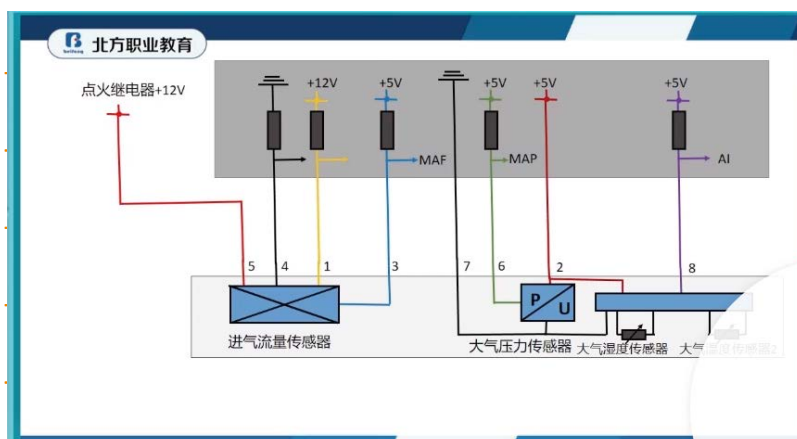 北方职业教育
点火继电器+12V
+12V
+5V
+5V
+5V
+5V
MAF
MAP
AI
5
4
1
3
7
6
2
8
P
U
进气流量传感器
大气压力传感器
大气湿度传感器